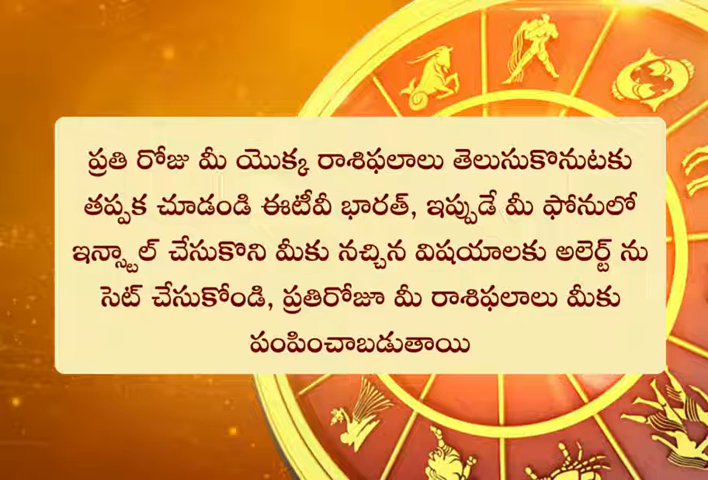 ప్రతి రోజు మీ యొక్క రాశిఫలాలు తెలుసుకొనుటకు
తప్పక చూడండి ఈటీవీ భారత్, ఇప్పుడే మీ ఫోనులో
ఇన్స్టాల్ చేసుకొని మీకు నచ్చిన విషయాలకు అలెర్ట్ ను
సెట్ చేసుకోండి, ప్రతిరోజూ మీ రాశిఫలాలు మీకు
పంపించాబడుతాయి